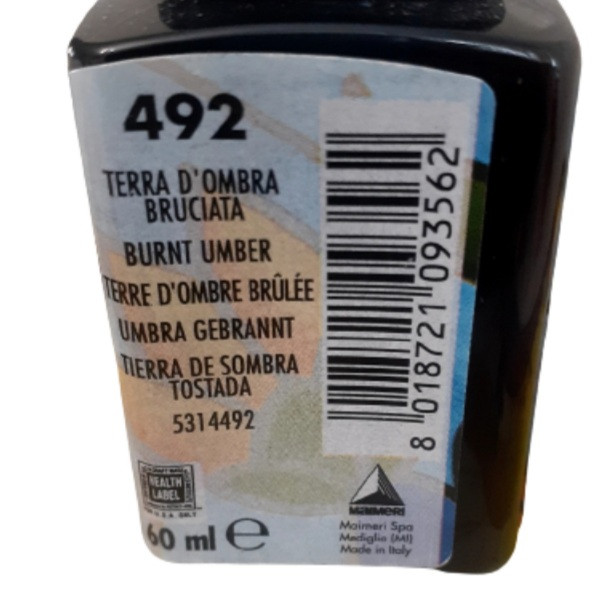 492
TERRA D'OMBRA
BRUCIATA
BURNT UMBER
TERRE D'OMBRE BRÛLÉE
UMBRA GEBRANNT
TIERRA DE SOMBRA
TOSTADA
5314492
HEALTH
LABEL
60 ml e
8 018721 093562
MAIMERI
Maimeri Spa
Mediglia (MI)
Made in Italy